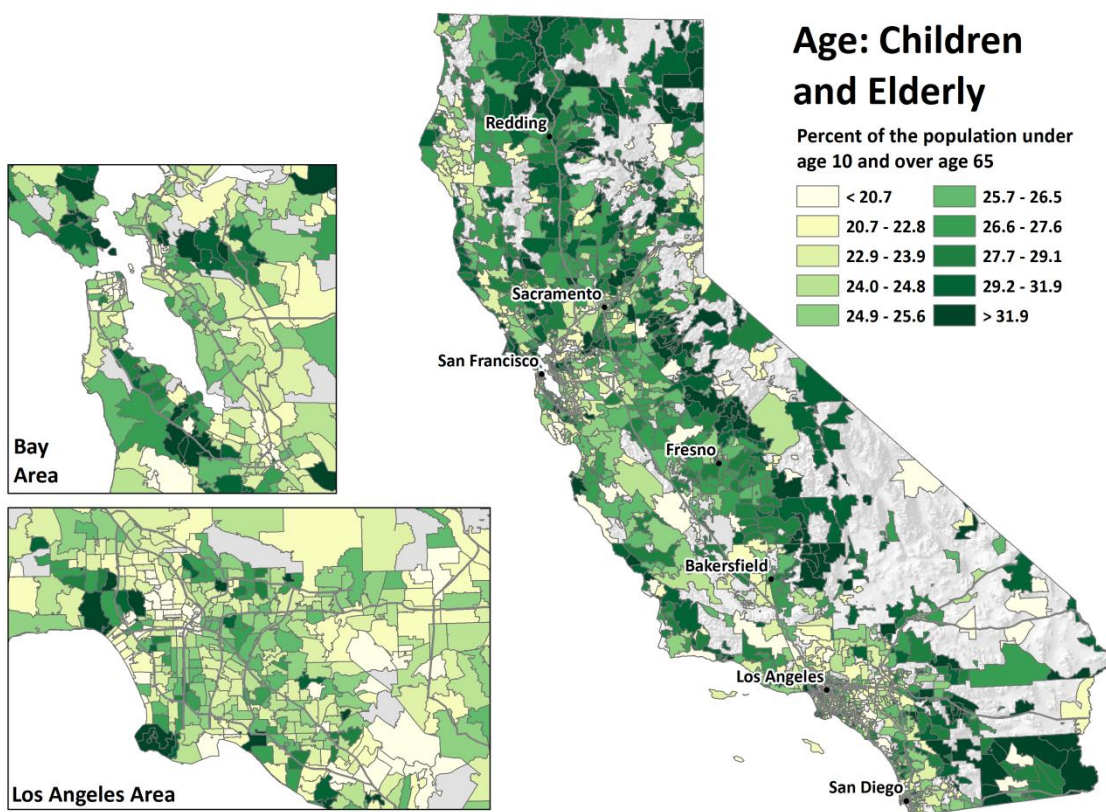 Age: Children
and Elderly
Percent of the population under
age 10 and over age 65
< 20.7
20.7 - 22.8
22.9 - 23.9
24.0 - 24.8
24.9 - 25.6
25.7 - 26.5
26.6 - 27.6
27.7 - 29.1
29.2 - 31.9
> 31.9
Redding
Sacramento
San Francisco
Fresno
Bakersfield
Los Angeles
San Diego
Bay
Area
Los Angeles Area